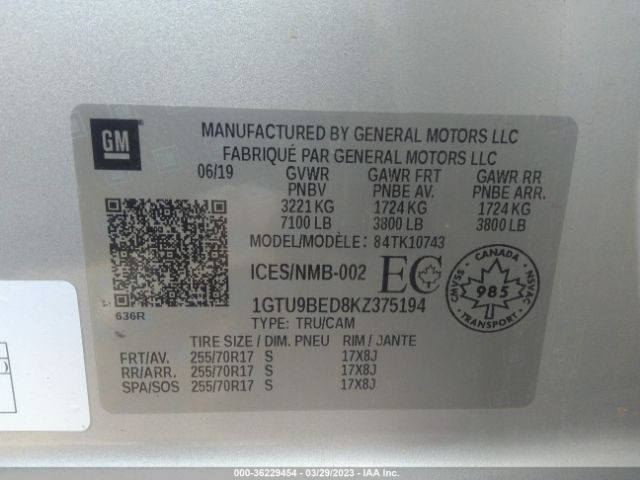 GM
MANUFACTURED BY GENERAL MOTORS LLC
FABRIQUÉ PAR GENERAL MOTORS LLC
06/19 GVWR GAWR FRT GAWR RR
PNBV PNBE AV. PNBE ARR.
3221 KG 1724 KG 1724 KG
7100 LB 3800 LB 3800 LB
MODEL/MODÈLE: 84TK10743
ICES/NMB-002 EC
1GTU9BED8KZ375194
TYPE: TRU/CAM
636R
CANADA
CMVSS 985 NSVAC
TRANSPORT
TIRE SIZE / DIM. PNEU RIM / JANTE
FRT/AV. 255/70R17 S 17X8J
RR/ARR. 255/70R17 S 17X8J
SPA/SOS 255/70R17 S 17X8J
000-36229454 — 03/29/2023 — IAA Inc.